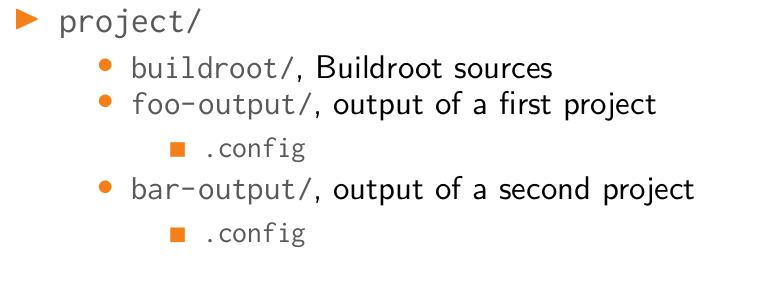 project/
buildroot/, Buildroot sources
foo-output/, output of a first project
.config
bar-output/, output of a second project
.config